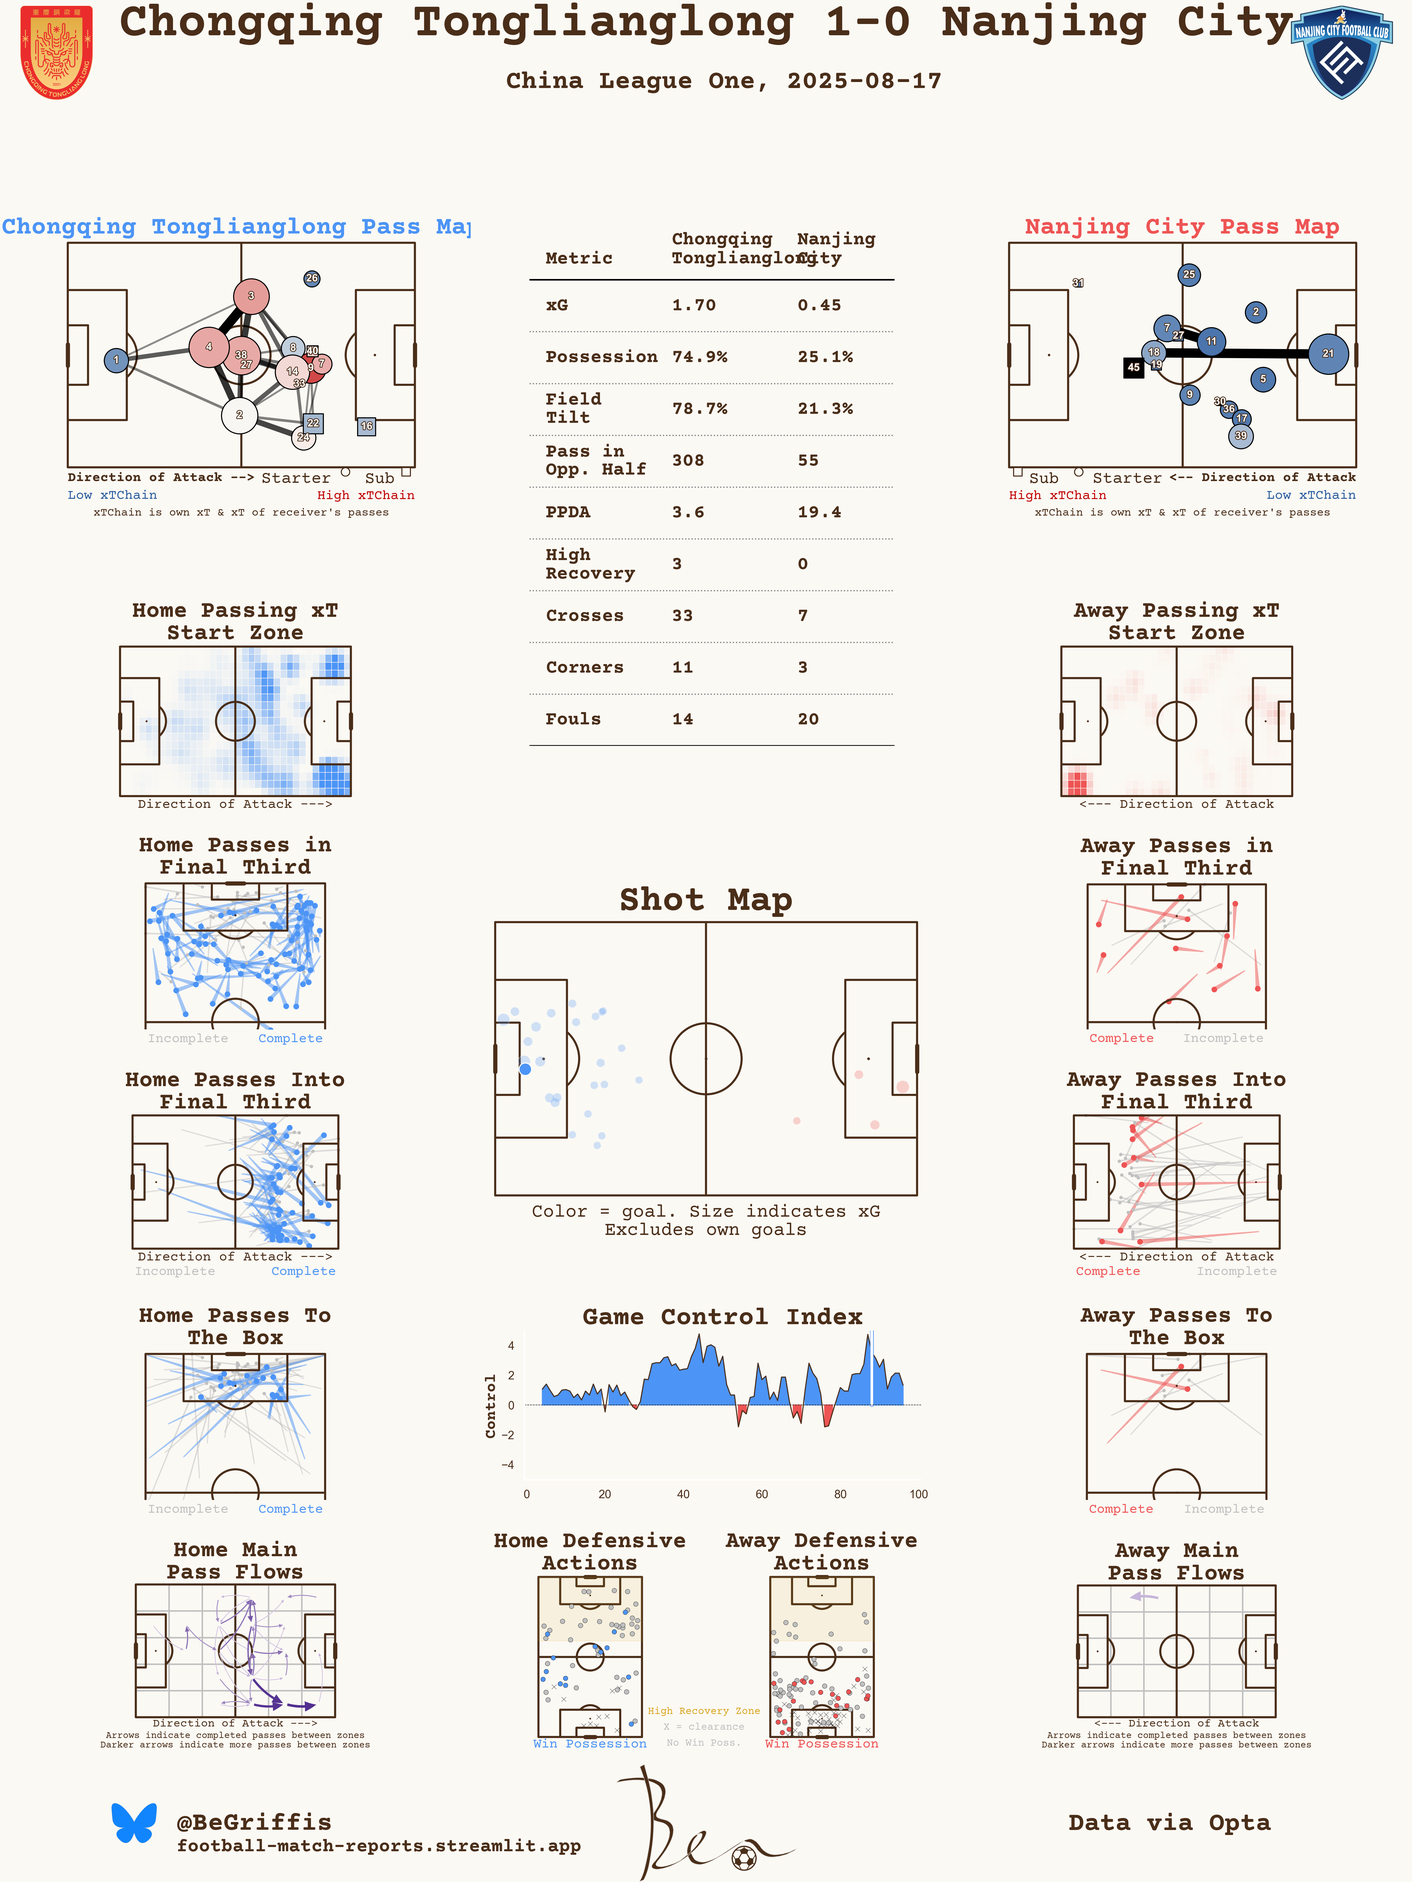 Chongqing Tonglianglong 1-0 Nanjing City
China League One, 2025-08-17
CHONGQING TONGLIANGLONG
NANJING CITY FOOTBALL CLUB
Chongqing Tonglianglong Pass Map
26
3
4
38
27
8
40
9
7
14
33
1
2
22
24
16
Direction of Attack --> Starter Sub
Low xTChain High xTChain
xTChain is own xT & xT of receiver's passes
Metric Chongqing Tonglianglong Nanjing City
xG 1.70 0.45
Possession 74.9% 25.1%
Field Tilt 78.7% 21.3%
Pass in Opp. Half 308 55
PPDA 3.6 19.4
High Recovery 3 0
Crosses 33 7
Corners 11 3
Fouls 14 20
Nanjing City Pass Map
31
25
2
7
27
11
18
19
45
21
5
9
30
36
17
39
Sub Starter <-- Direction of Attack
High xTChain Low xTChain
xTChain is own xT & xT of receiver's passes
Home Passing xT
Start Zone
Direction of Attack --->
Away Passing xT
Start Zone
<--- Direction of Attack
Home Passes in
Final Third
Incomplete Complete
Away Passes in
Final Third
Complete Incomplete
Shot Map
Color = goal. Size indicates xG
Excludes own goals
Home Passes Into
Final Third
Direction of Attack --->
Incomplete Complete
Away Passes Into
Final Third
<--- Direction of Attack
Complete Incomplete
Home Passes To
The Box
Incomplete Complete
Game Control Index
Control
4
2
0
−2
−4
0 20 40 60 80 100
Away Passes To
The Box
Complete Incomplete
Home Main
Pass Flows
Direction of Attack --->
Arrows indicate completed passes between zones
Darker arrows indicate more passes between zones
Home Defensive
Actions
Win Possession
High Recovery Zone
X = clearance
No Win Poss.
Away Defensive
Actions
Win Possession
Away Main
Pass Flows
<--- Direction of Attack
Arrows indicate completed passes between zones
Darker arrows indicate more passes between zones
@BeGriffis
football-match-reports.streamlit.app
Ben
Data via Opta